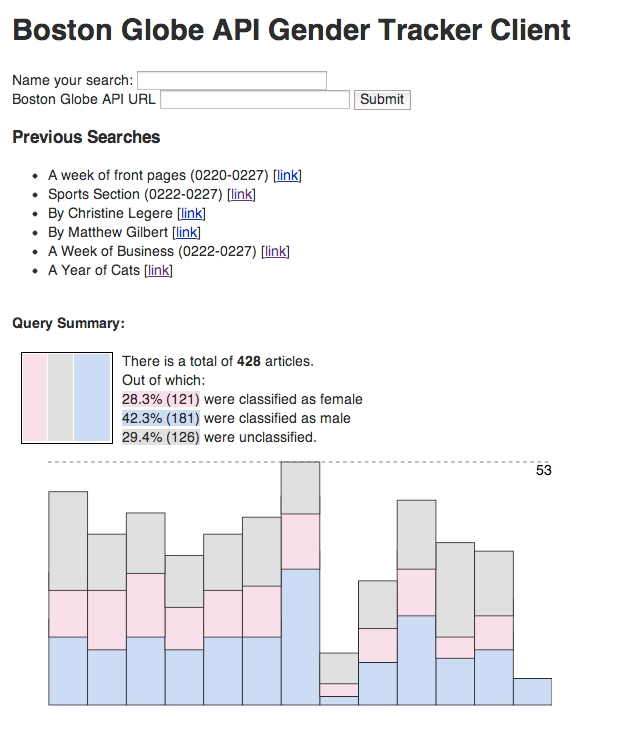 Boston Globe API Gender Tracker Client
Name your search:
Boston Globe API URL Submit
Previous Searches
• A week of front pages (0220-0227) [link]
• Sports Section (0222-0227) [link]
• By Christine Legere [link]
• By Matthew Gilbert [link]
• A Week of Business (0222-0227) [link]
• A Year of Cats [link]
Query Summary:
There is a total of 428 articles.
Out of which:
28.3% (121) were classified as female
42.3% (181) were classified as male
29.4% (126) were unclassified.
53